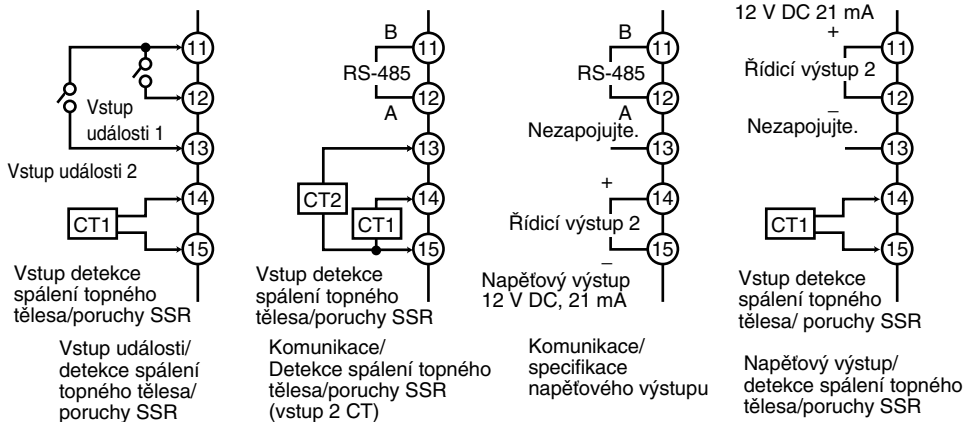 11
12
13
14
15
Vstup
události 1
Vstup události 2
CT1
Vstup detekce
spálení topného
tělesa/poruchy SSR
Vstup události/
detekce spálení
topného tělesa/
poruchy SSR
B
11
RS-485
12
A
13
CT2
14
CT1
15
Vstup detekce
spálení topného
tělesa/poruchy SSR
Komunikace/
Detekce spálení topného
tělesa/poruchy SSR
(vstup 2 CT)
B
11
RS-485
12
A
Nezapojujte.
13
+
14
Řídicí výstup 2
15
–
Napěťový výstup
12 V DC, 21 mA
Komunikace/
specifikace
napěťového výstupu
12 V DC 21 mA
+
11
Řídicí výstup 2
12
–
Nezapojujte.
13
14
CT1
15
Vstup detekce
spálení topného
tělesa/ poruchy SSR
Napěťový výstup/
detekce spálení topného
tělesa/poruchy SSR